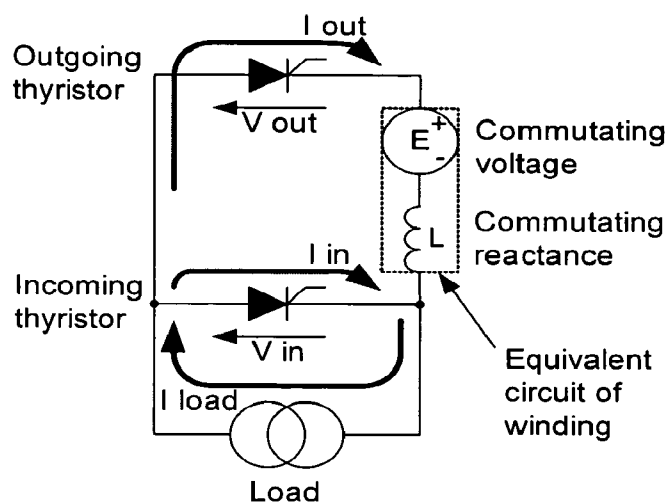 I out
Outgoing
thyristor
V out
E
+
-
Commutating
voltage
L
Commutating
reactance
I in
Incoming
thyristor
V in
I load
Equivalent
circuit of
winding
Load